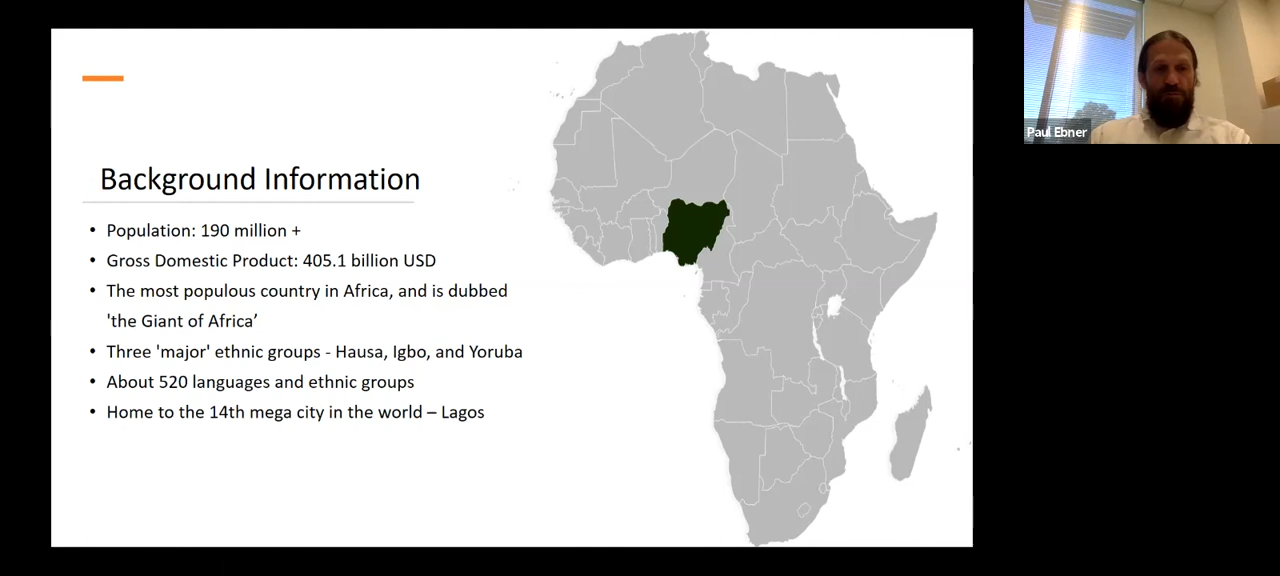 Background Information
• Population: 190 million +
• Gross Domestic Product: 405.1 billion USD
• The most populous country in Africa, and is dubbed
'the Giant of Africa’
• Three 'major' ethnic groups - Hausa, Igbo, and Yoruba
• About 520 languages and ethnic groups
• Home to the 14th mega city in the world – Lagos
Paul Ebner